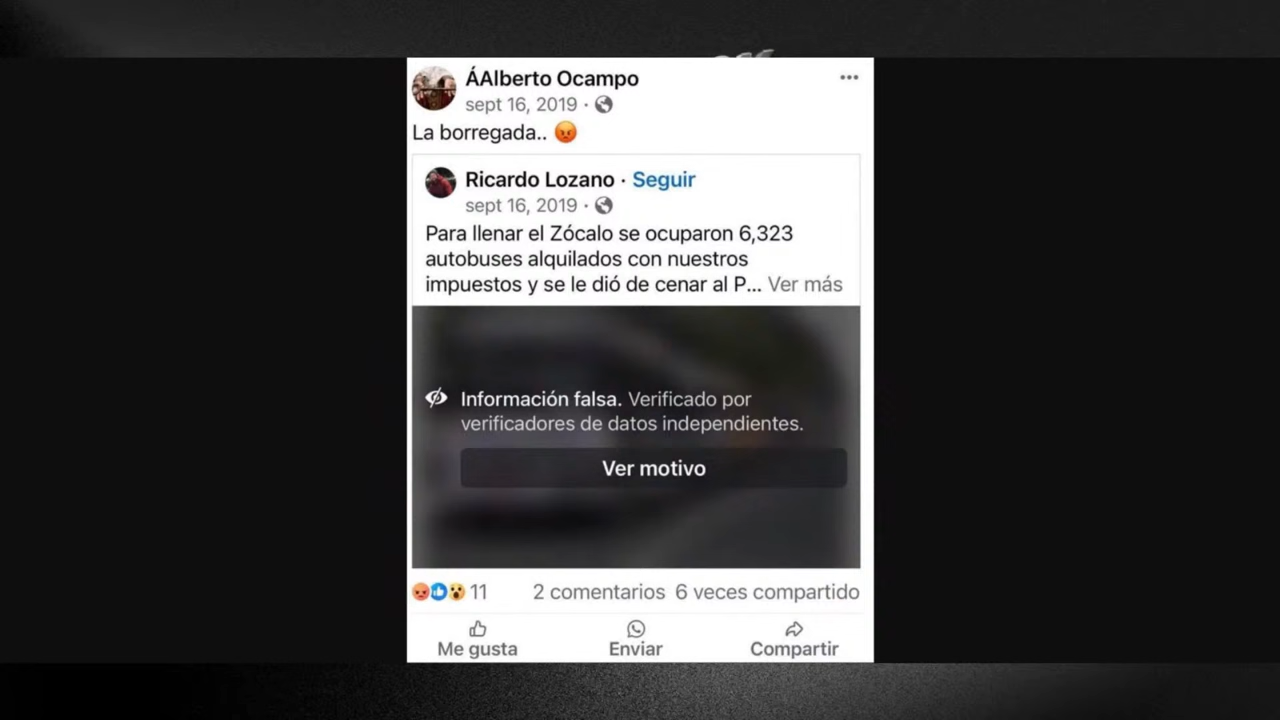 ÁAlberto Ocampo
sept 16, 2019 ·
La borregada.. 😡
Ricardo Lozano · Seguir
sept 16, 2019 ·
Para llenar el Zócalo se ocuparon 6,323
autobuses alquilados con nuestros
impuestos y se le dió de cenar al P... Ver más
Información falsa. Verificado por
verificadores de datos independientes.
Ver motivo
11 2 comentarios 6 veces compartido
Me gusta Enviar Compartir